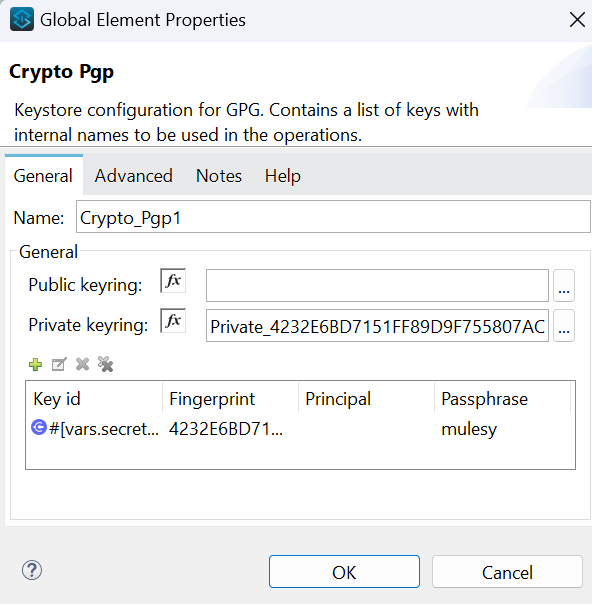 Global Element Properties
Crypto Pgp
Keystore configuration for GPG. Contains a list of keys with
internal names to be used in the operations.
General Advanced Notes Help
Name: Crypto_Pgp1
General
Public keyring: fx ...
Private keyring: fx Private_4232E6BD7151FF89D9F755807AC ...
Key id Fingerprint Principal Passphrase
#[vars.secret... 4232E6BD71... mulesy
? OK Cancel